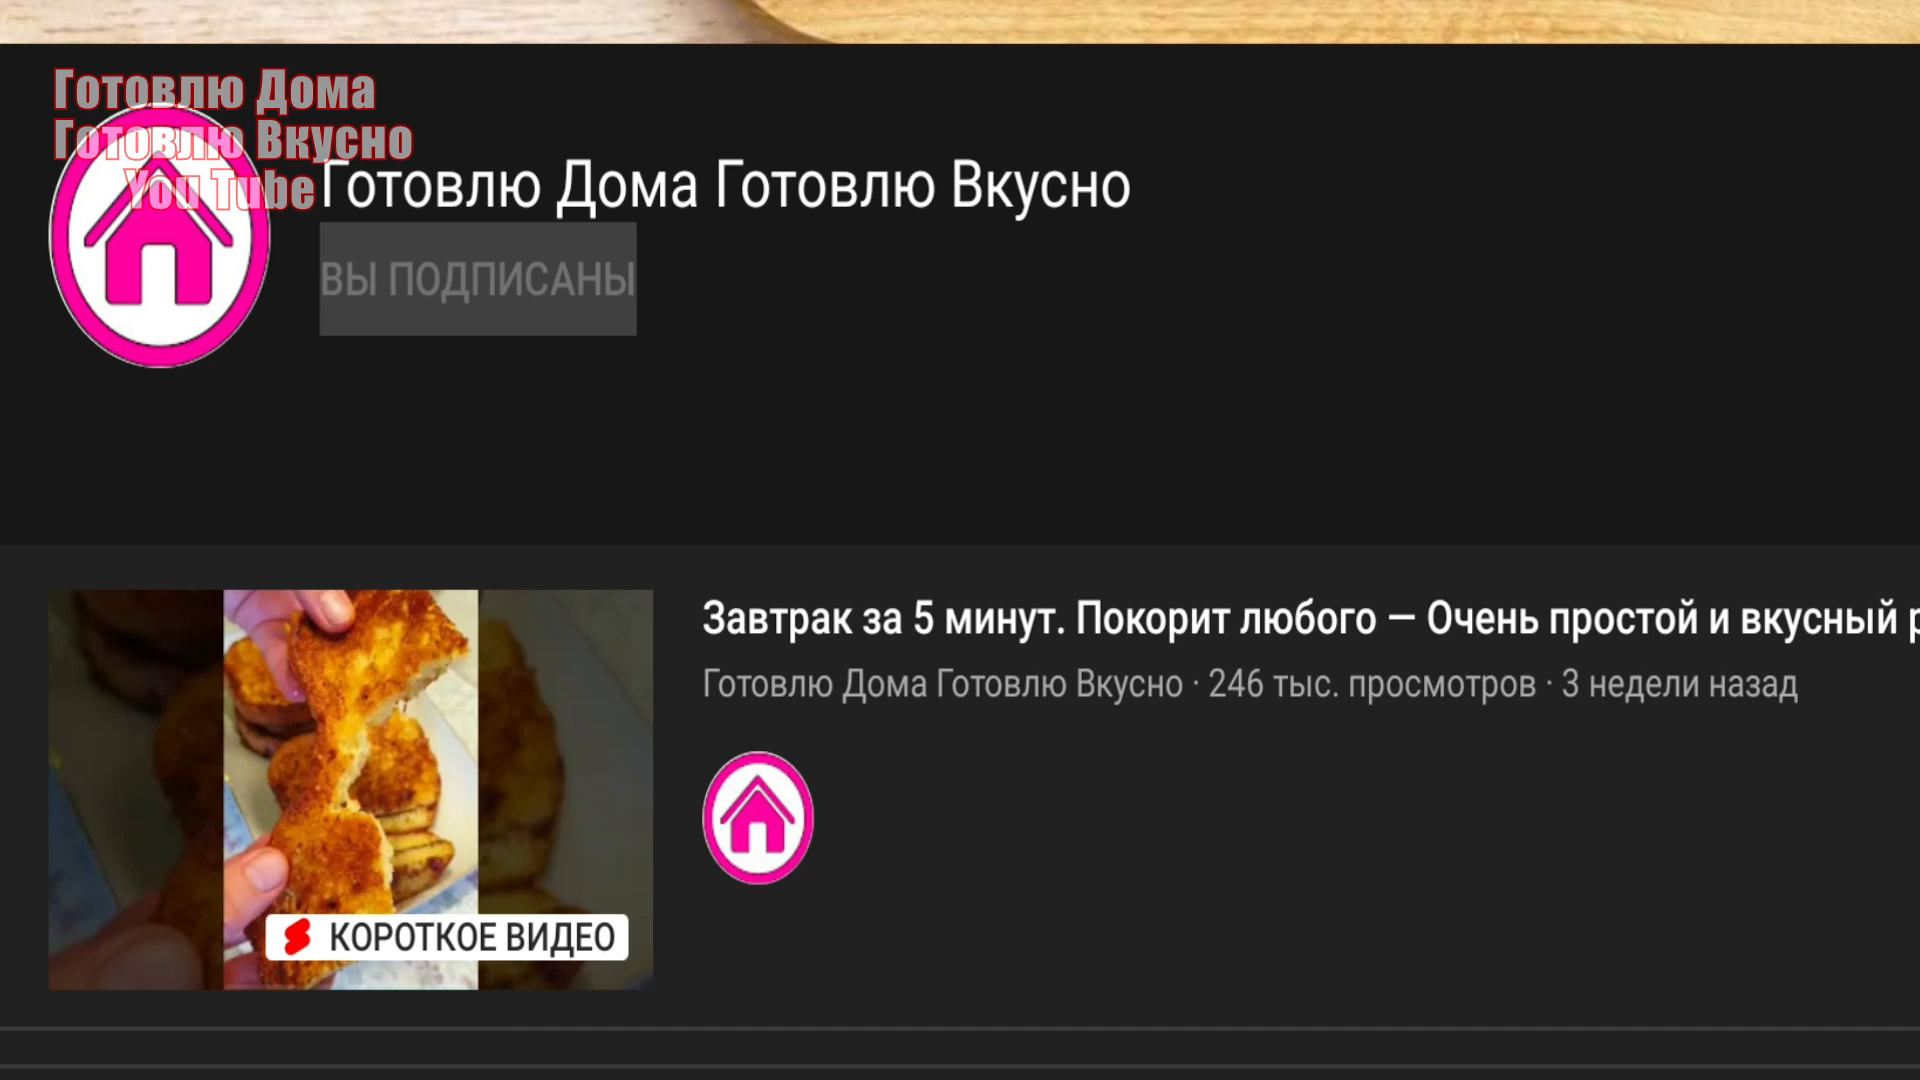 Готовлю Дома
Готовлю Вкусно
You Tube
Готовлю Дома Готовлю Вкусно
ВЫ ПОДПИСАНЫ
Завтрак за 5 минут. Покорит любого — Очень простой и вкусный
Готовлю Дома Готовлю Вкусно · 246 тыс. просмотров · 3 недели назад
КОРОТКОЕ ВИДЕО